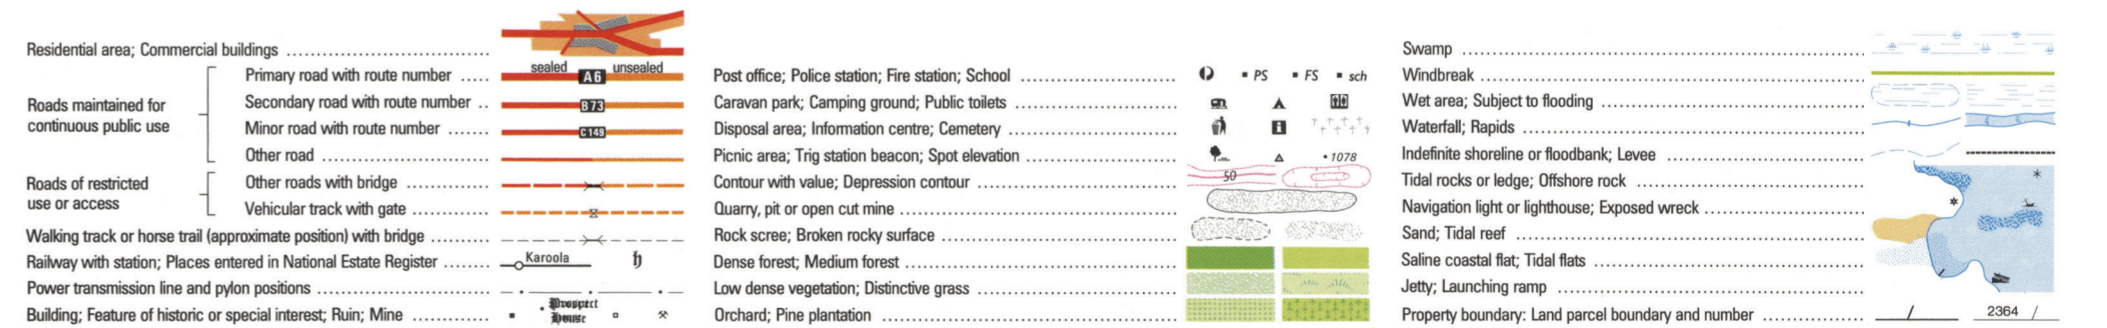 Residential area; Commercial buildings
sealed unsealed
Roads maintained for
continuous public use
Primary road with route number A6
Secondary road with route number B73
Minor road with route number C149
Other road
Roads of restricted
use or access
Other roads with bridge
Vehicular track with gate
Walking track or horse trail (approximate position) with bridge
Railway with station; Places entered in National Estate Register Karoola
Power transmission line and pylon positions
Building; Feature of historic or special interest; Ruin; Mine Prospect
House
Post office; Police station; Fire station; School PS FS sch
Caravan park; Camping ground; Public toilets
Disposal area; Information centre; Cemetery i
Picnic area; Trig station beacon; Spot elevation 1078
Contour with value; Depression contour 50
Quarry, pit or open cut mine
Rock scree; Broken rocky surface
Dense forest; Medium forest
Low dense vegetation; Distinctive grass
Orchard; Pine plantation
Swamp
Windbreak
Wet area; Subject to flooding
Waterfall; Rapids
Indefinite shoreline or floodbank; Levee
Tidal rocks or ledge; Offshore rock
Navigation light or lighthouse; Exposed wreck
Sand; Tidal reef
Saline coastal flat; Tidal flats
Jetty; Launching ramp
Property boundary: Land parcel boundary and number 2364